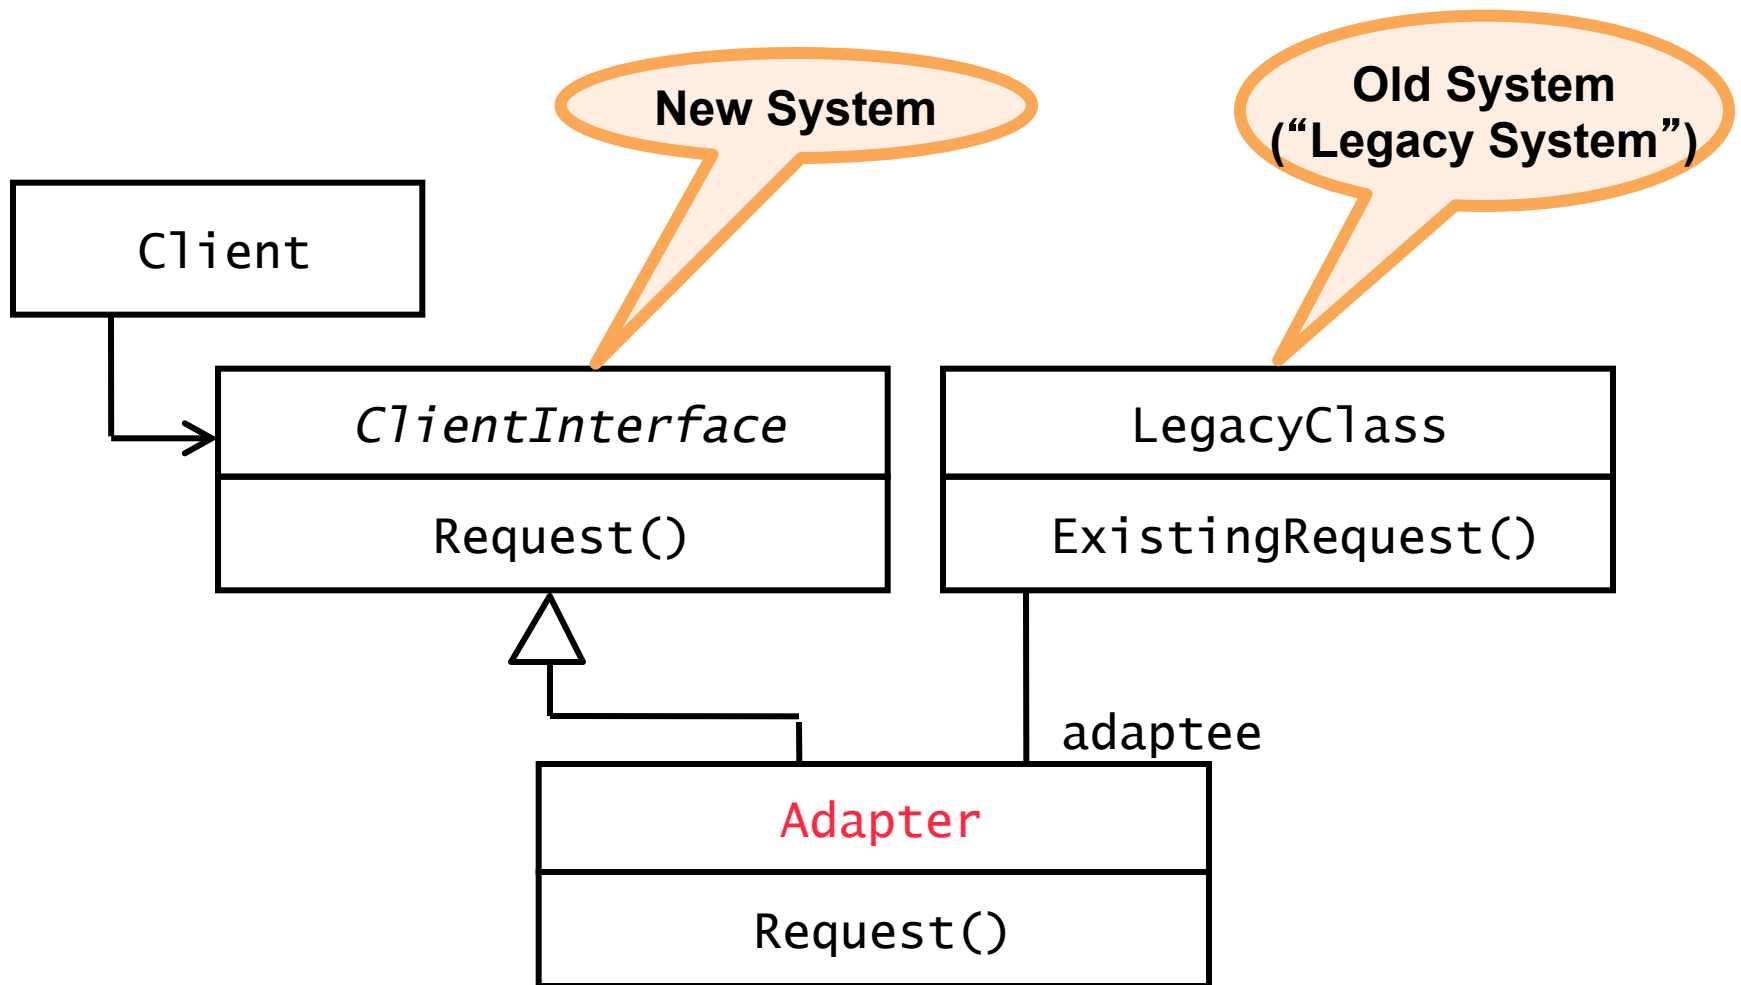 New System
Old System
(“Legacy System”)
Client
ClientInterface
Request()
LegacyClass
ExistingRequest()
adaptee
Adapter
Request()